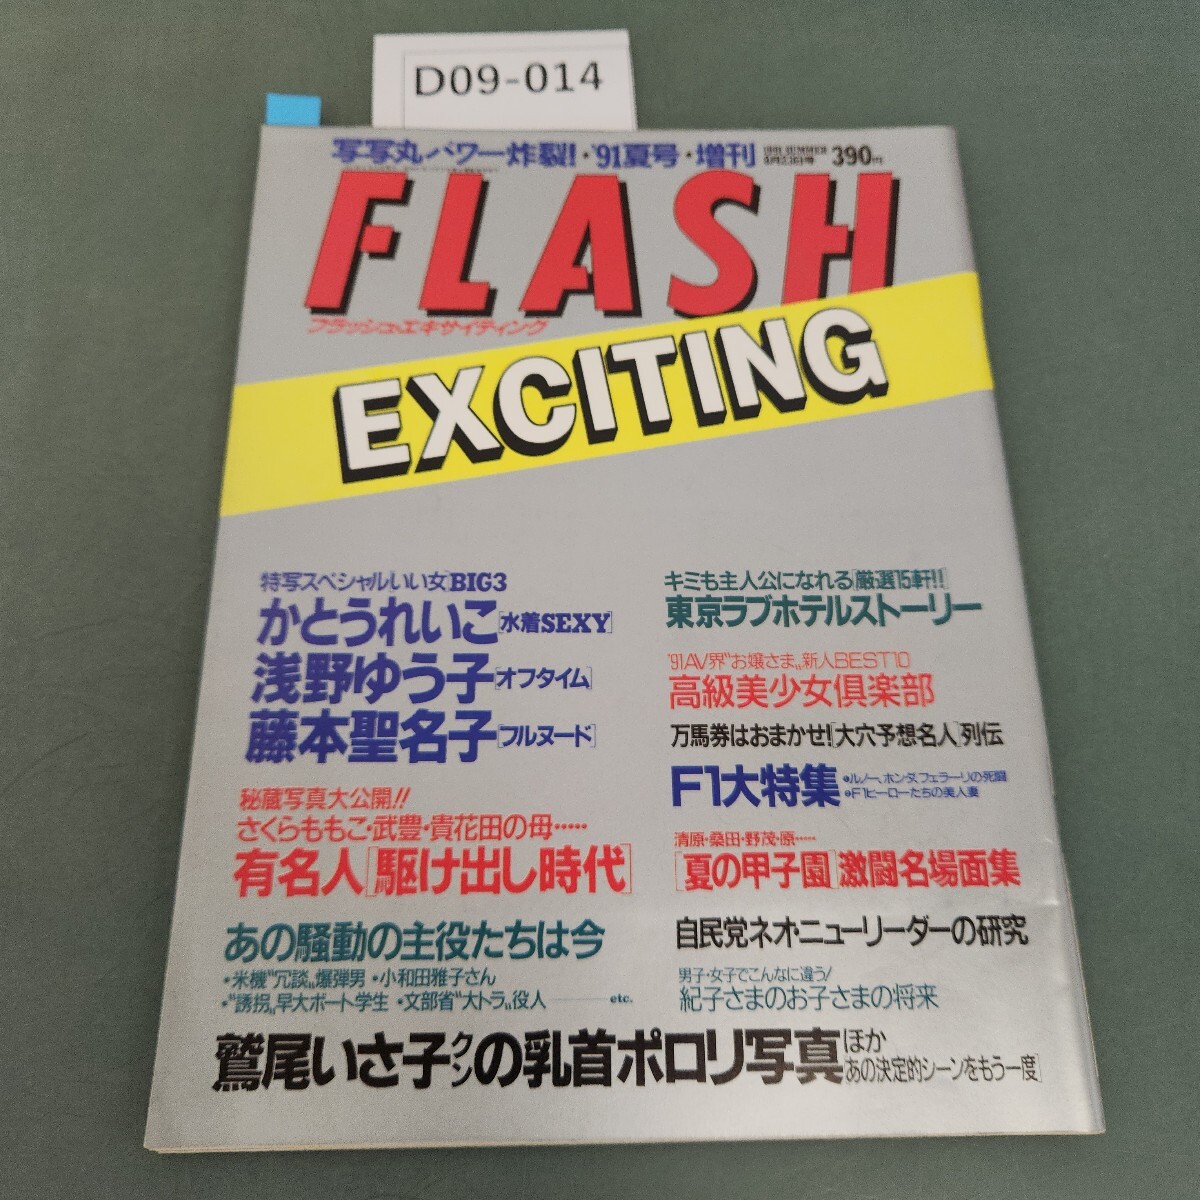 D09-014
写写丸パワー炸裂!・'91夏号・増刊
1991 SUMMER
8月23日号
390円
FLASH
フラッシュ・エキサイティング
EXCITING
特写スペシャル[いい女]BIG3
かとうれいこ[水着SEXY]
浅野ゆう子[オフタイム]
藤本聖名子[フルヌード]
秘蔵写真大公開!!
さくらももこ・武豊・貴花田の母・・・・・
有名人[駆け出し時代]
あの騒動の主役たちは今
・米機〝冗談〟爆弾男 ・小和田雅子さん
・〝誘拐〟早大ボート学生 ・文部省〝大トラ〟役人――etc.
キミも主人公になれる[厳選15軒!!]
東京ラブホテルストーリー
'91AV界〝お嬢さま〟新人BEST10
高級美少女倶楽部
万馬券はおまかせ![大穴予想名人]列伝
F1大特集
●ルノー、ホンダ、フェラーリの死闘
●F1ヒーローたちの美人妻
清原・桑田・野茂・原・・・・・
[夏の甲子園]激闘名場面集
自民党ネオ・ニューリーダーの研究
男子・女子でこんなに違う!
紀子さまのお子さまの将来
鷲尾いさ子クンの乳首ポロリ写真
ほか
[あの決定的シーンをもう一度]